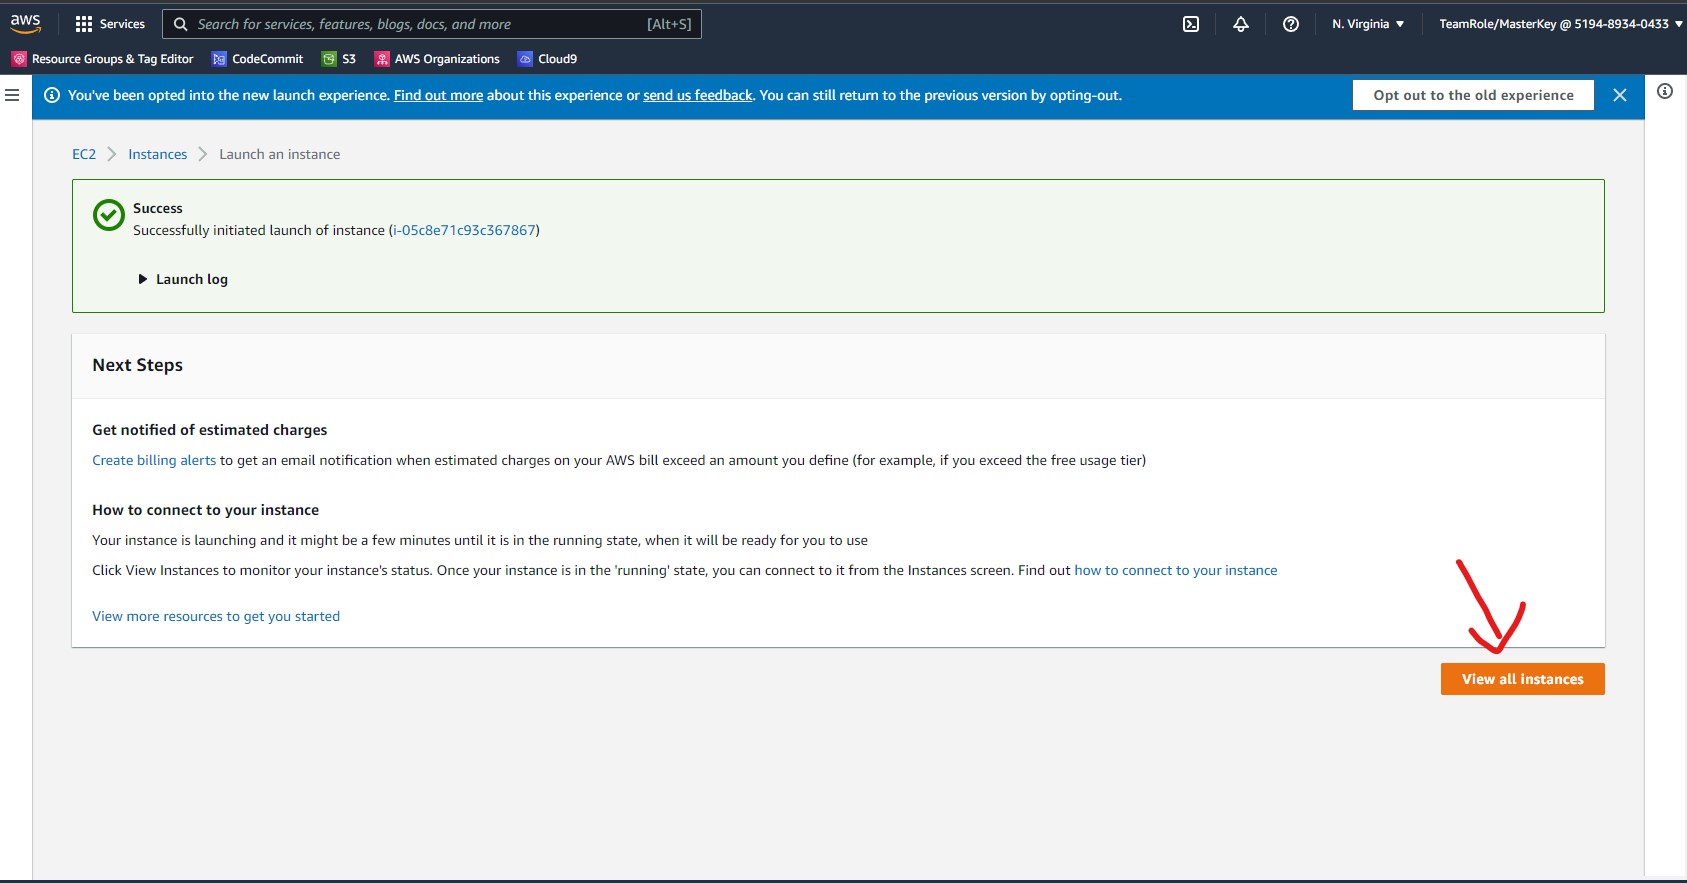 aws
Services
Search for services, features, blogs, docs, and more
[Alt+S]
N. Virginia
TeamRole/MasterKey @ 5194-8934-0433
Resource Groups & Tag Editor
CodeCommit
S3
AWS Organizations
Cloud9
You've been opted into the new launch experience. Find out more about this experience or send us feedback. You can still return to the previous version by opting-out.
Opt out to the old experience
EC2
Instances
Launch an instance
Success
Successfully initiated launch of instance (i-05c8e71c93c367867)
Launch log
Next Steps
Get notified of estimated charges
Create billing alerts to get an email notification when estimated charges on your AWS bill exceed an amount you define (for example, if you exceed the free usage tier)
How to connect to your instance
Your instance is launching and it might be a few minutes until it is in the running state, when it will be ready for you to use
Click View Instances to monitor your instance's status. Once your instance is in the 'running' state, you can connect to it from the Instances screen. Find out how to connect to your instance
View more resources to get you started
View all instances